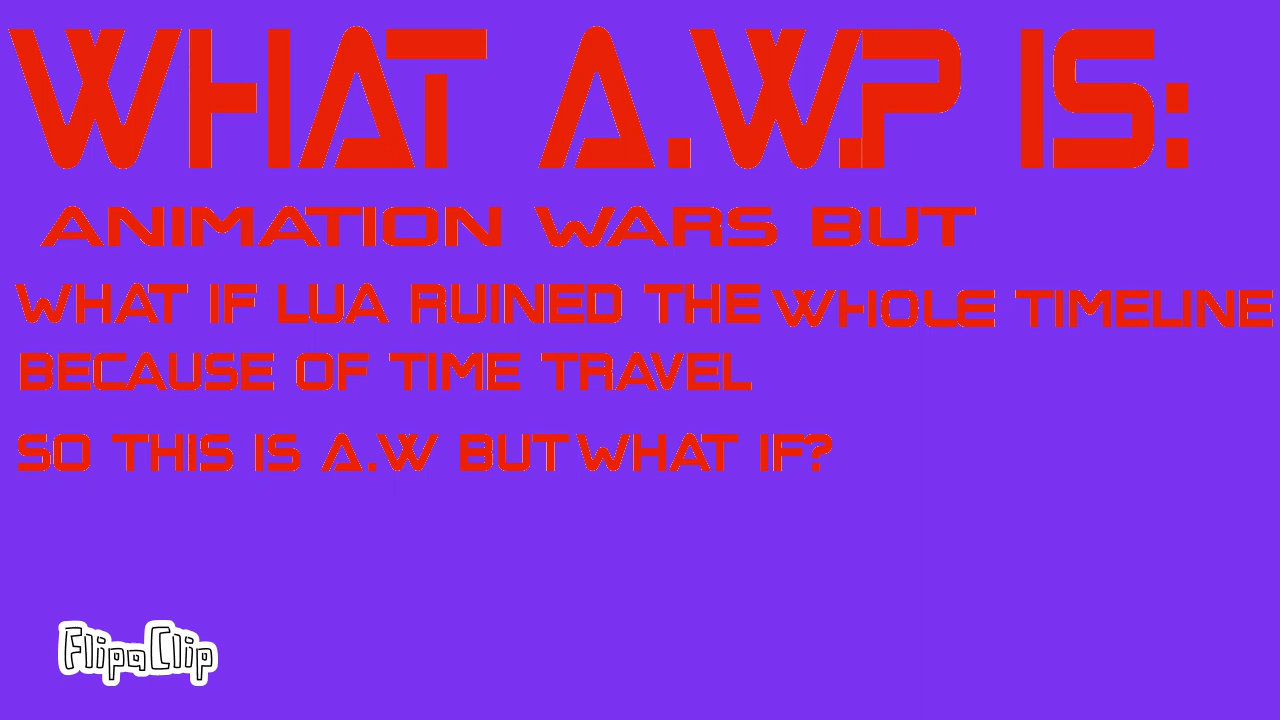 WHAT A.W.P IS:
ANIMATION WARS BUT
WHAT IF LUA RUINED THE WHOLE TIMELINE
BECAUSE OF TIME TRAVEL
SO THIS IS A.W BUT WHAT IF?
FlipaClip